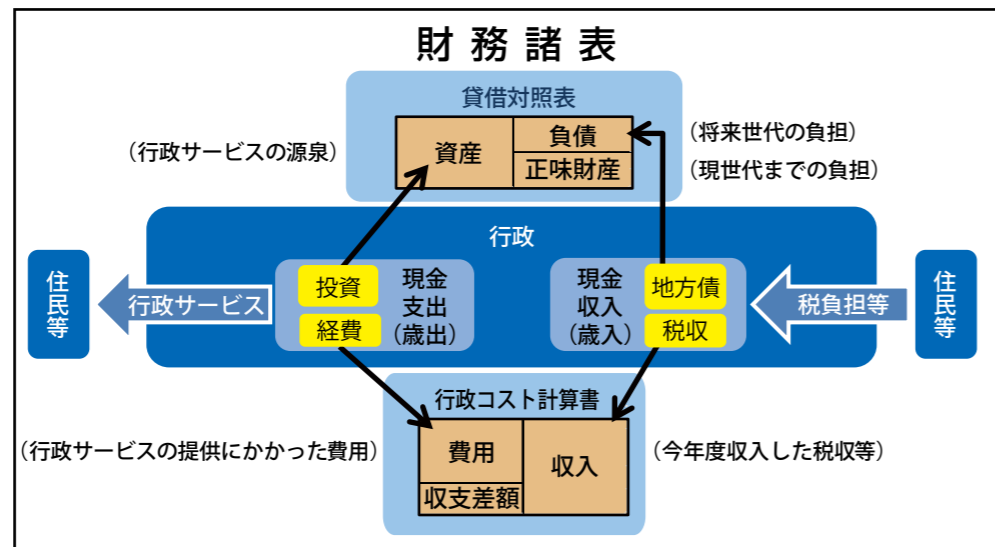 財務諸表
貸借対照表
(行政サービスの源泉)
資産
負債
正味財産
(将来世代の負担)
(現世代までの負担)
行政
住民等
行政サービス
投資
経費
現金
支出
(歳出)
現金
収入
(歳入)
地方債
税収
税負担等
住民等
行政コスト計算書
(行政サービスの提供にかかった費用)
費用
収支差額
収入
(今年度収入した税収等)